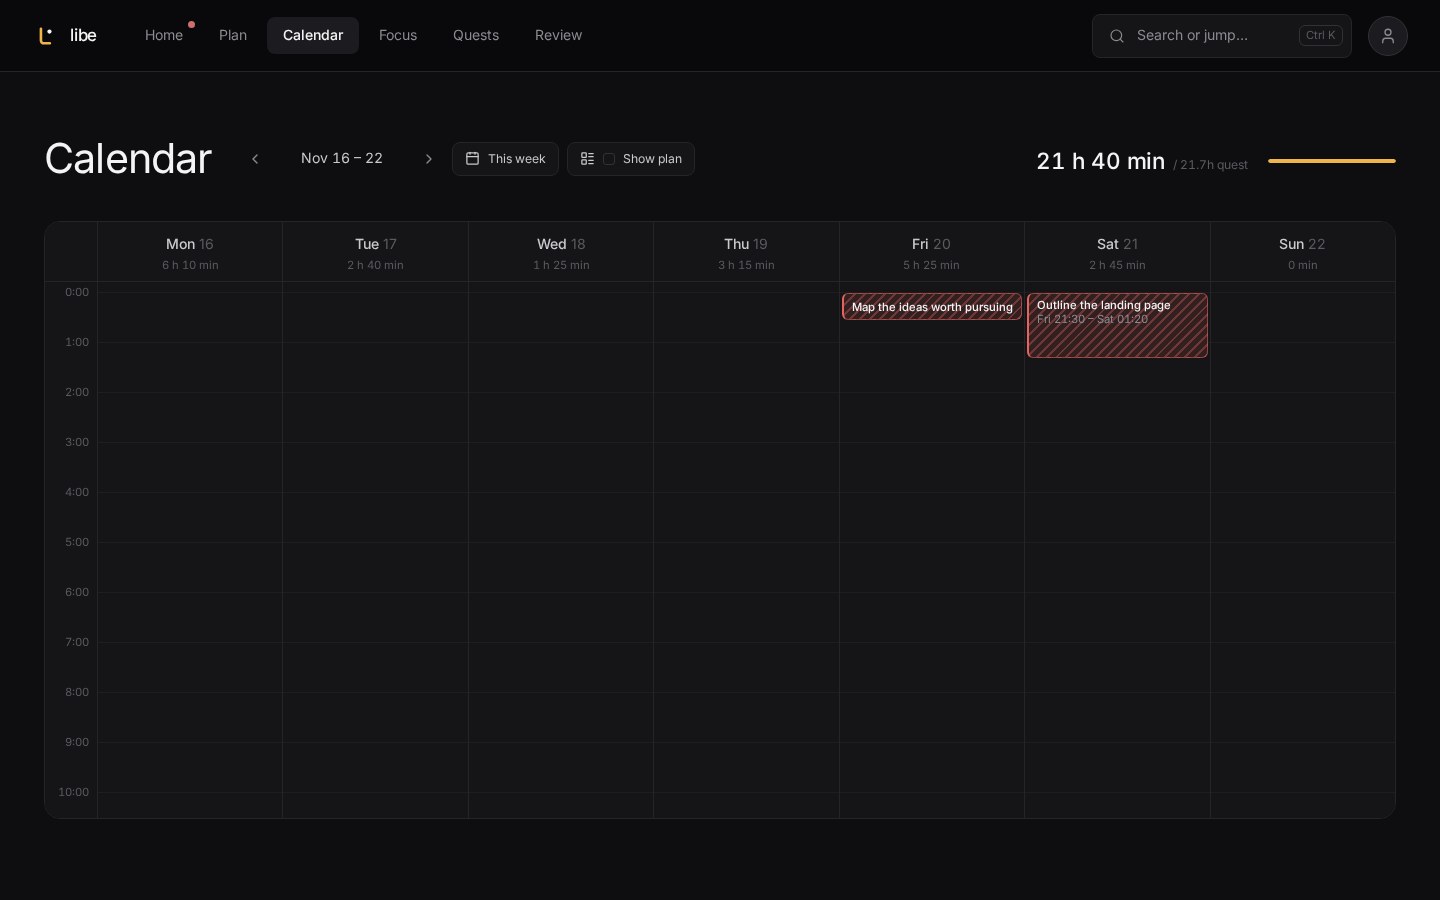 libe
Home
Plan
Calendar
Focus
Quests
Review
Search or jump...
Ctrl K
Calendar
Nov 16 – 22
This week
Show plan
21 h 40 min
/ 21.7h quest
Mon 16
6 h 10 min
Tue 17
2 h 40 min
Wed 18
1 h 25 min
Thu 19
3 h 15 min
Fri 20
5 h 25 min
Sat 21
2 h 45 min
Sun 22
0 min
0:00
Map the ideas worth pursuing
Outline the landing page
Fri 21:30 – Sat 01:20
1:00
2:00
3:00
4:00
5:00
6:00
7:00
8:00
9:00
10:00